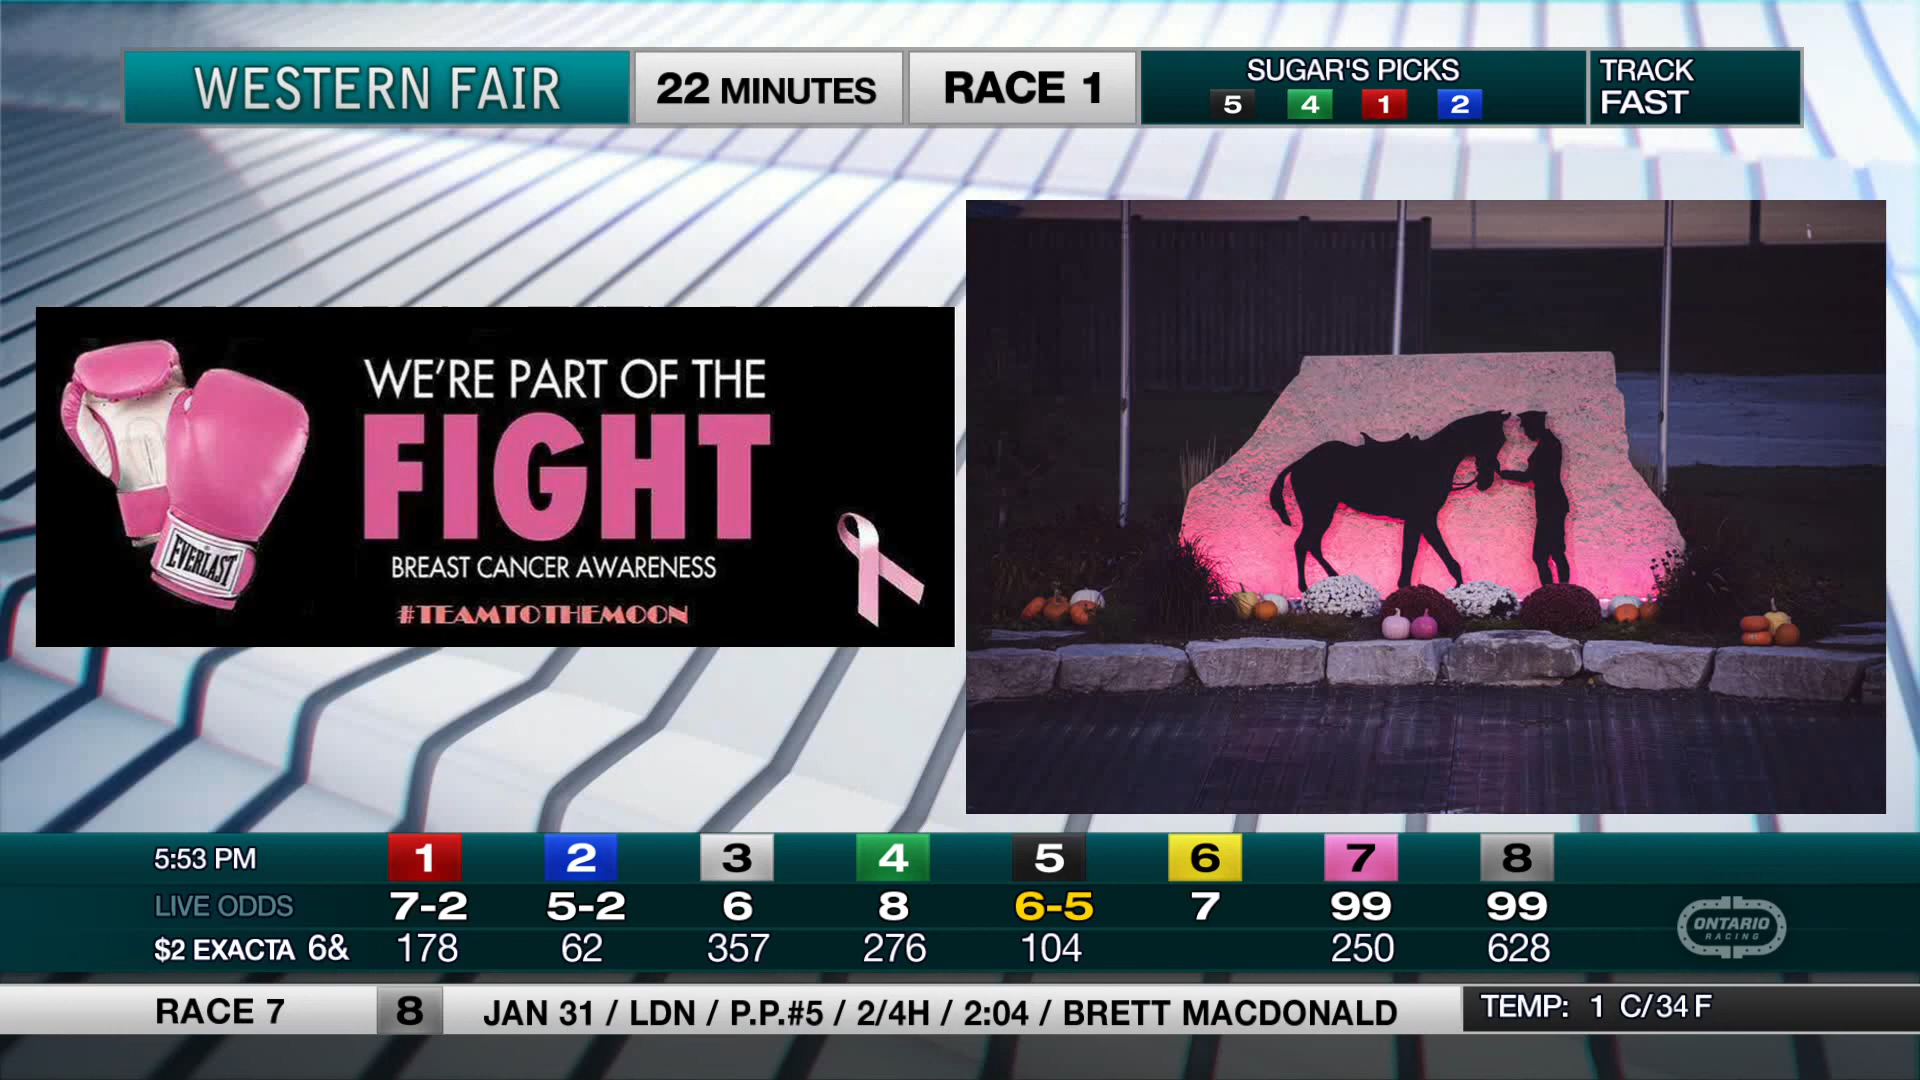 WESTERN FAIR
22 MINUTES
RACE 1
SUGAR'S PICKS
5 4 1 2
TRACK
FAST
EVERLAST
WE'RE PART OF THE
FIGHT
BREAST CANCER AWARENESS
#TEAMTOTHEMOON
5:53 PM 1 2 3 4 5 6 7 8
LIVE ODDS 7-2 5-2 6 8 6-5 7 99 99
$2 EXACTA 6& 178 62 357 276 104 250 628
ONTARIO
RACING
RACE 7 8 JAN 31 / LDN / P.P.#5 / 2/4H / 2:04 / BRETT MACDONALD
TEMP: 1 C/34 F